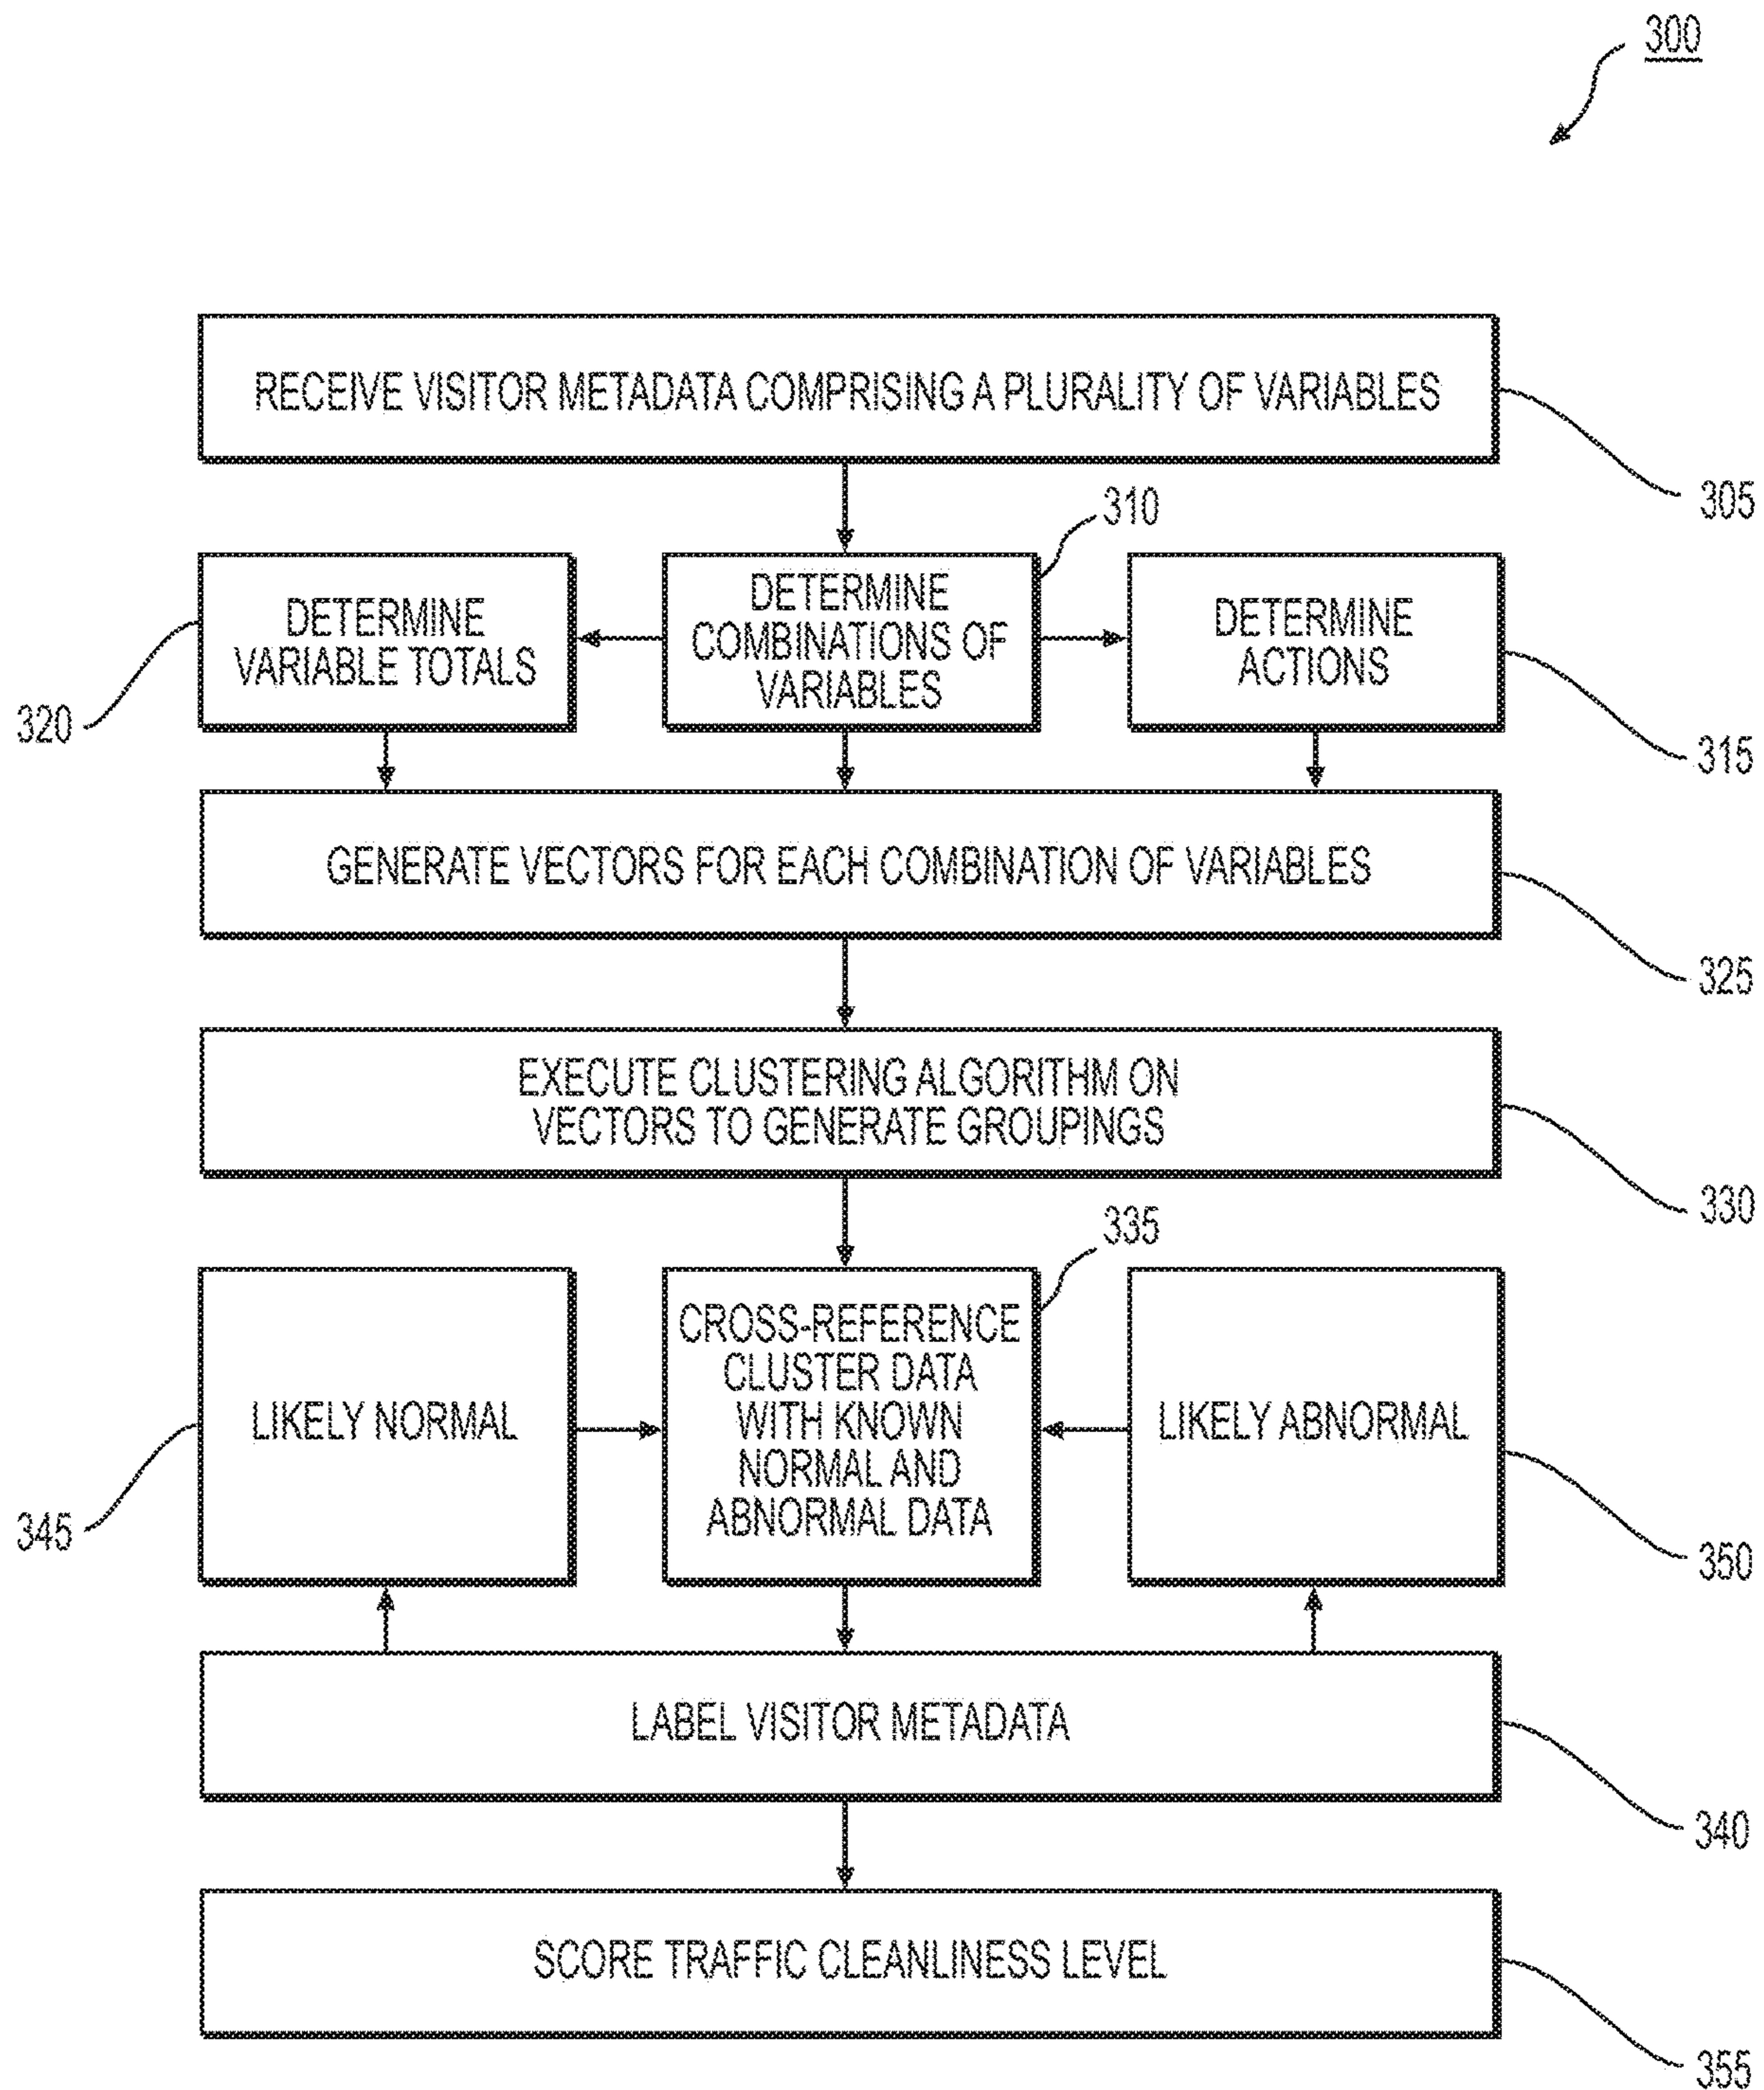 300
RECEIVE VISITOR METADATA COMPRISING A PLURALITY OF VARIABLES
305
310
DETERMINE
VARIABLE TOTALS
320
DETERMINE
COMBINATIONS OF
VARIABLES
DETERMINE
ACTIONS
315
GENERATE VECTORS FOR EACH COMBINATION OF VARIABLES
325
EXECUTE CLUSTERING ALGORITHM ON
VECTORS TO GENERATE GROUPINGS
330
335
LIKELY NORMAL
345
CROSS-REFERENCE
CLUSTER DATA
WITH KNOWN
NORMAL AND
ABNORMAL DATA
LIKELY ABNORMAL
350
LABEL VISITOR METADATA
340
SCORE TRAFFIC CLEANLINESS LEVEL
355